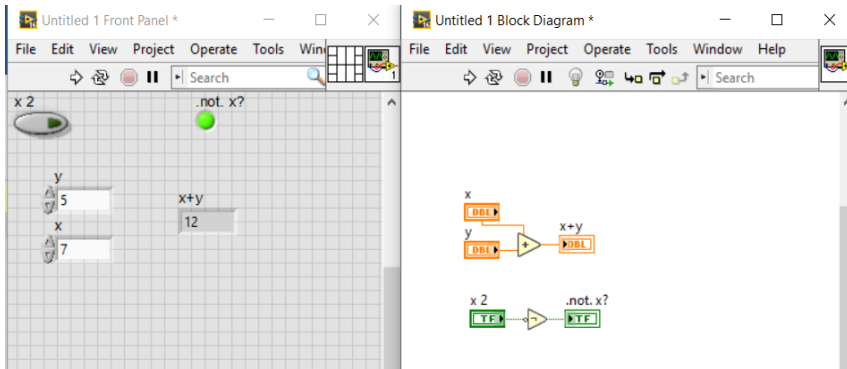 Untitled 1 Front Panel *
File Edit View Project Operate Tools
Search
1
x 2
.not. x?
y
5
x+y
12
x
7
Untitled 1 Block Diagram *
File Edit View Project Operate Tools Window Help
Search
x
DBL
y
DBL
+
x+y
DBL
x 2
TF
.not. x?
TF